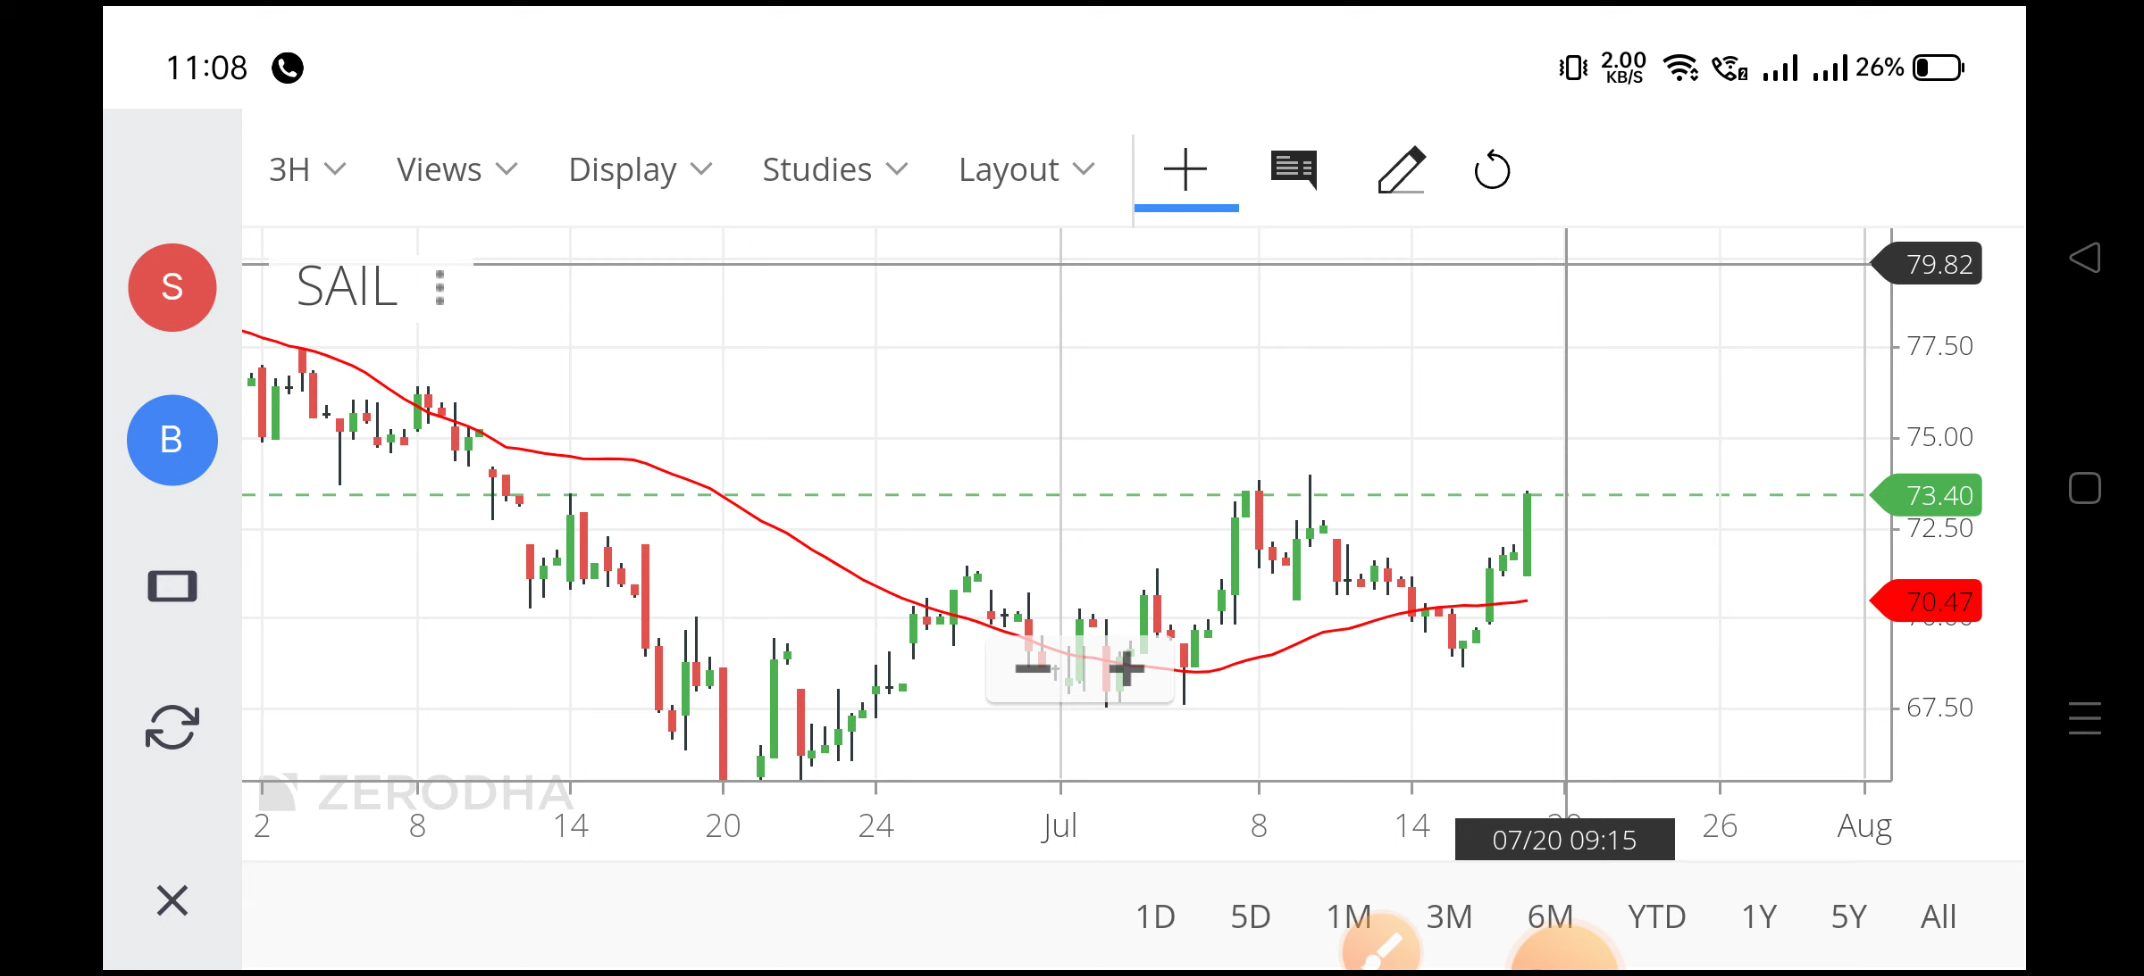 11:08 2.00 KB/S 26%
3H Views Display Studies Layout
S
SAIL
79.82
77.50
B
75.00
73.40
72.50
70.47
67.50
ZERODHA
2 8 14 20 24 Jul 8 14 26 Aug
07/20 09:15
1D 5D 1M 3M 6M YTD 1Y 5Y All